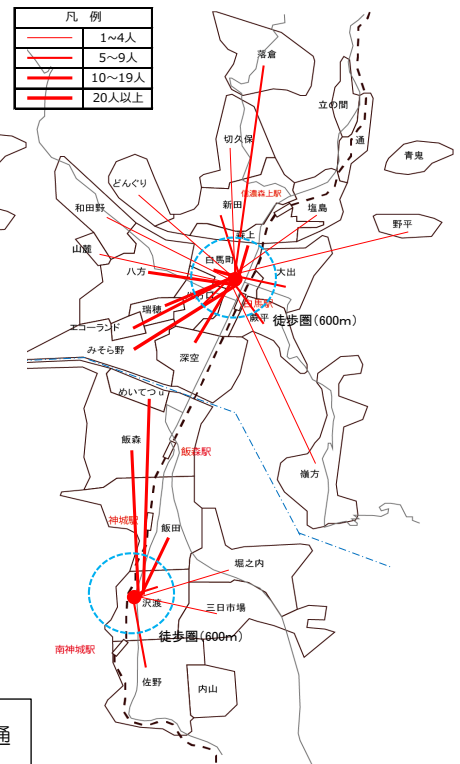 凡 例
1~4人
5~9人
10~19人
20人以上
落倉
立の間
切久保
通
青鬼
どんぐり
信濃森上駅
和田野
新田
塩島
野平
森上
山麓
白馬町
八方
大出
白馬駅
瑞穂
蕨平
徒歩圏(600m)
エコーランド
みそら野
深空
めいてつu
飯森
飯森駅
嶺方
神城駅
飯田
堀之内
沢渡
三日市場
徒歩圏(600m)
南神城駅
佐野
内山
通